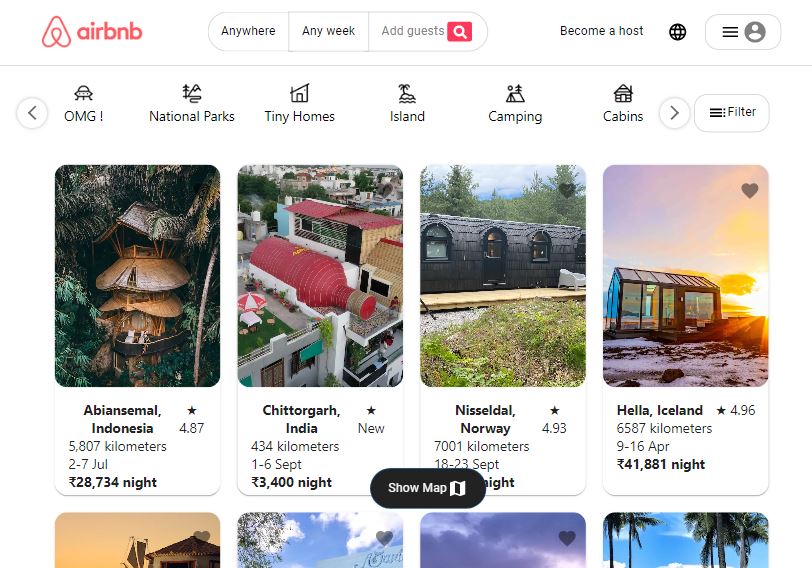 airbnb
Anywhere
Any week
Add guests
Become a host
OMG !
National Parks
Tiny Homes
Island
Camping
Cabins
Filter
Abiansemal,
Indonesia
★
4.87
5,807 kilometers
2-7 Jul
₹28,734 night
Chittorgarh,
India
★
New
434 kilometers
1-6 Sept
₹3,400 night
Nisseldal,
Norway
★
4.93
7001 kilometers
18-23 Sept
night
Hella, Iceland ★ 4.96
6587 kilometers
9-16 Apr
₹41,881 night
Show Map